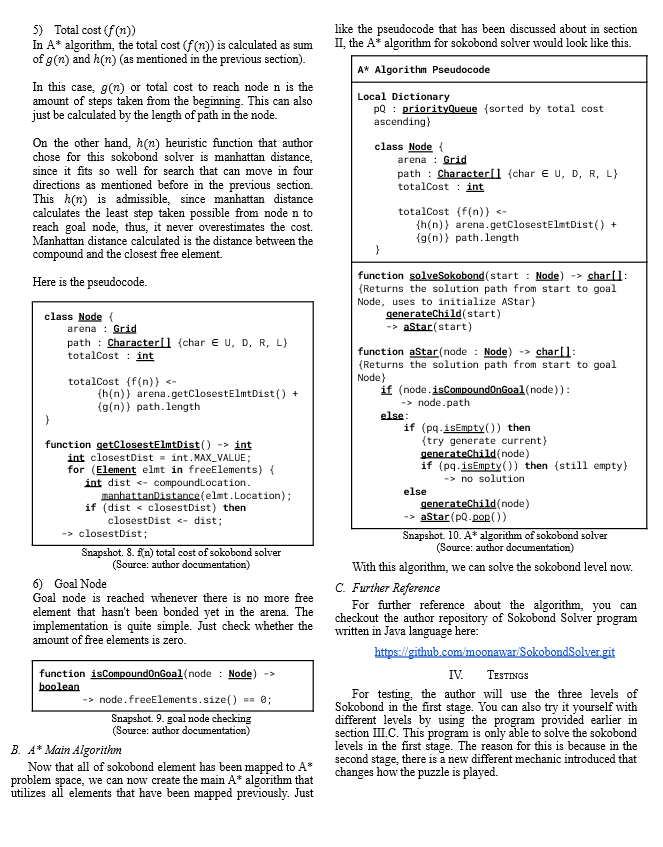 5) Total cost (f(n))
In A* algorithm, the total cost (f(n)) is calculated as sum
of g(n) and h(n) (as mentioned in the previous section).
In this case, g(n) or total cost to reach node n is the
amount of steps taken from the beginning. This can also
just be calculated by the length of path in the node.
On the other hand, h(n) heuristic function that author
chose for this sokobond solver is manhattan distance,
since it fits so well for search that can move in four
directions as mentioned before in the previous section.
This h(n) is admissible, since manhattan distance
calculates the least step taken possible from node n to
reach goal node, thus, it never overestimates the cost.
Manhattan distance calculated is the distance between the
compound and the closest free element.
Here is the pseudocode.
class Node {
arena : Grid
path : Character[] {char ∈ U, D, R, L}
totalCost : int
totalCost {f(n)} <-
{h(n)} arena.getClosestElmtDist() +
{g(n)} path.length
}
function getClosestElmtDist() -> int
int closestDist = int.MAX_VALUE;
for (Element elmt in freeElements) {
int dist <- compoundLocation.
manhattanDistance(elmt.Location);
if (dist < closestDist) then
closestDist <- dist;
-> closestDist;
Snapshot. 8. f(n) total cost of sokobond solver
(Source: author documentation)
6) Goal Node
Goal node is reached whenever there is no more free
element that hasn't been bonded yet in the arena. The
implementation is quite simple. Just check whether the
amount of free elements is zero.
function isCompoundOnGoal(node : Node) ->
boolean
-> node.freeElements.size() == 0;
Snapshot. 9. goal node checking
(Source: author documentation)
B. A* Main Algorithm
Now that all of sokobond element has been mapped to A*
problem space, we can now create the main A* algorithm that
utilizes all elements that have been mapped previously. Just
like the pseudocode that has been discussed about in section
II, the A* algorithm for sokobond solver would look like this.
A* Algorithm Pseudocode
Local Dictionary
pQ : priorityQueue {sorted by total cost
ascending}
class Node {
arena : Grid
path : Character[] {char ∈ U, D, R, L}
totalCost : int
totalCost {f(n)} <-
{h(n)} arena.getClosestElmtDist() +
{g(n)} path.length
}
function solveSokobond(start : Node) -> char[]:
{Returns the solution path from start to goal
Node, uses to initialize AStar}
generateChild(start)
-> aStar(start)
function aStar(node : Node) -> char[]:
{Returns the solution path from start to goal
Node}
if (node.isCompoundOnGoal(node)):
-> node.path
else:
if (pq.isEmpty()) then
{try generate current}
generateChild(node)
if (pq.isEmpty()) then {still empty}
-> no solution
else
generateChild(node)
-> aStar(pQ.pop())
Snapshot. 10. A* algorithm of sokobond solver
(Source: author documentation)
With this algorithm, we can solve the sokobond level now.
C. Further Reference
For further reference about the algorithm, you can
checkout the author repository of Sokobond Solver program
written in Java language here:
https://github.com/moonawar/SokobondSolver.git
IV. TESTINGS
For testing, the author will use the three levels of
Sokobond in the first stage. You can also try it yourself with
different levels by using the program provided earlier in
section III.C. This program is only able to solve the sokobond
levels in the first stage. The reason for this is because in the
second stage, there is a new different mechanic introduced that
changes how the puzzle is played.